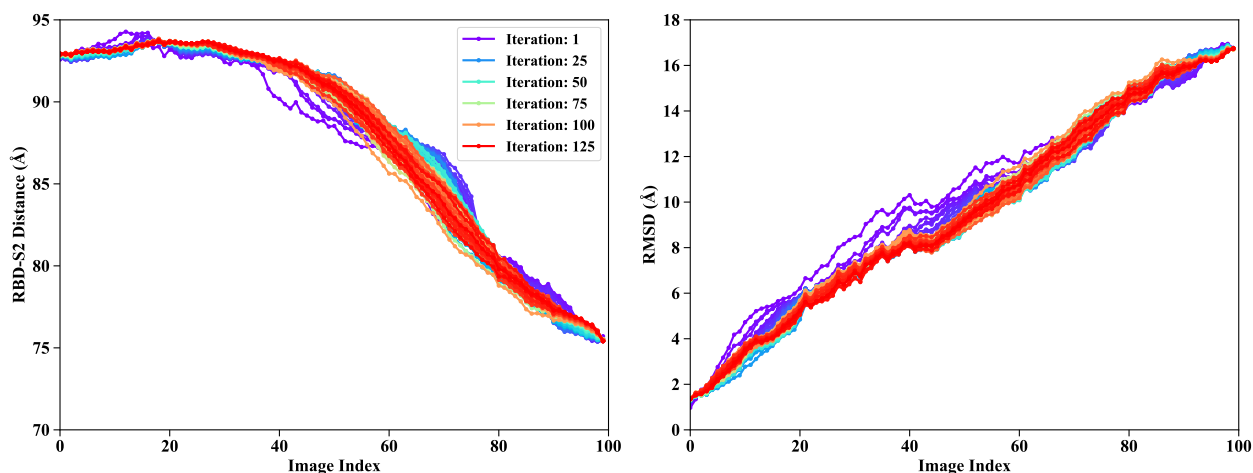 95
90
85
80
75
70
RBD-S2 Distance (Å)
0
20
40
60
80
100
Image Index
Iteration: 1
Iteration: 25
Iteration: 50
Iteration: 75
Iteration: 100
Iteration: 125
18
16
14
12
10
8
6
4
2
0
RMSD (Å)
0
20
40
60
80
100
Image Index